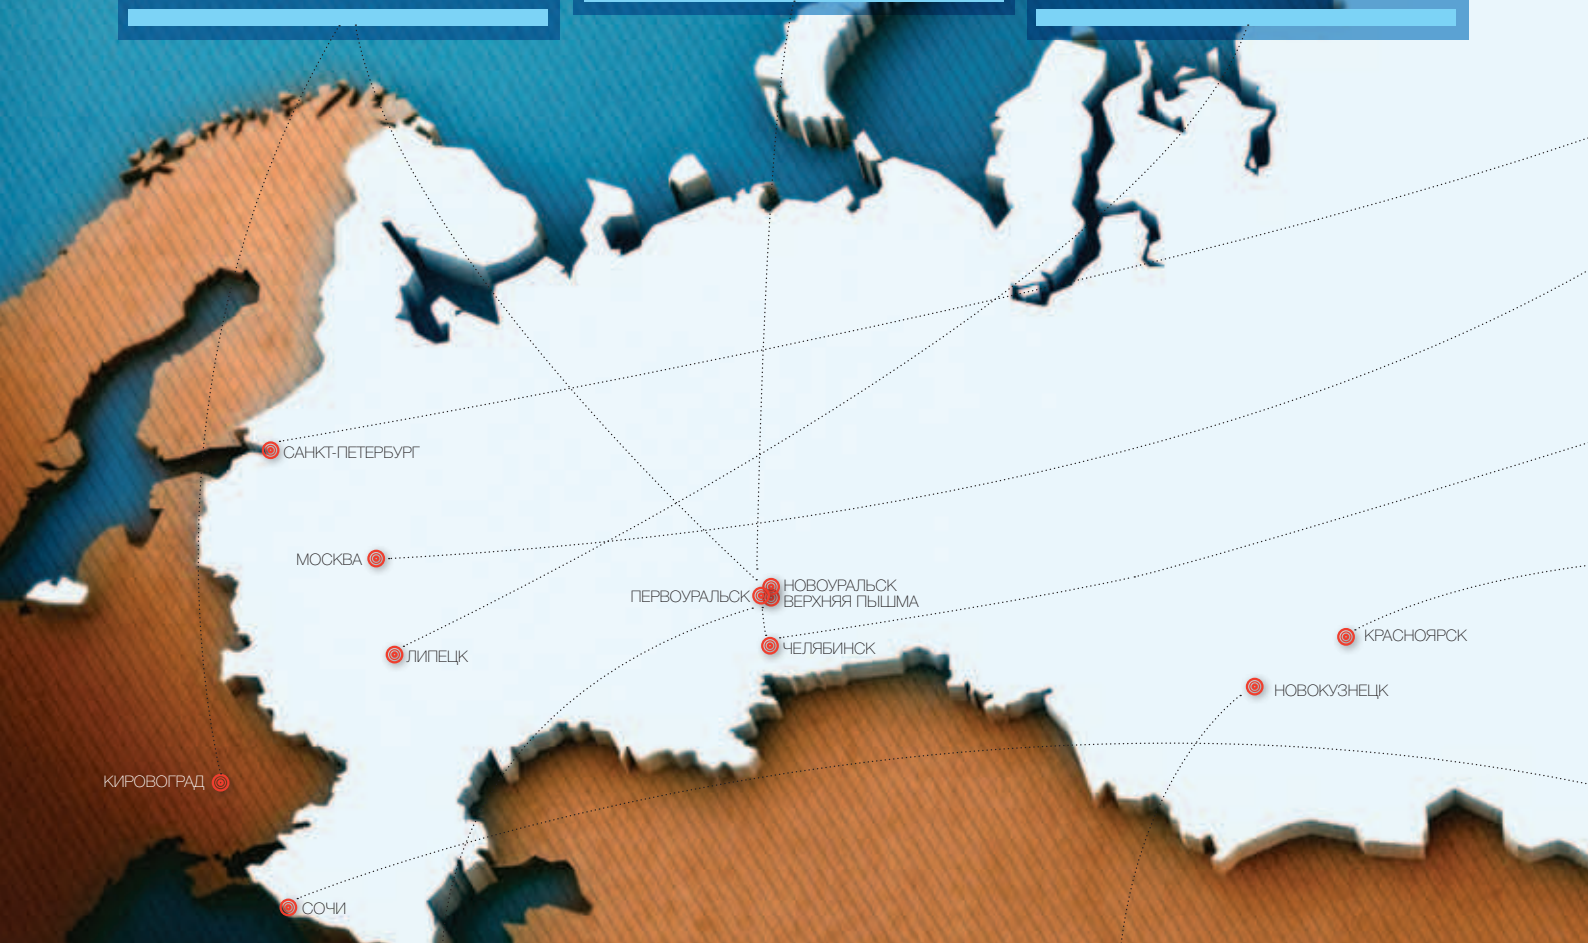 САНКТ-ПЕТЕРБУРГ
МОСКВА
НОВОУРАЛЬСК
ПЕРВОУРАЛЬСК
ВЕРХНЯЯ ПЫШМА
КРАСНОЯРСК
ЧЕЛЯБИНСК
ЛИПЕЦК
НОВОКУЗНЕЦК
КИРОВОГРАД
СОЧИ